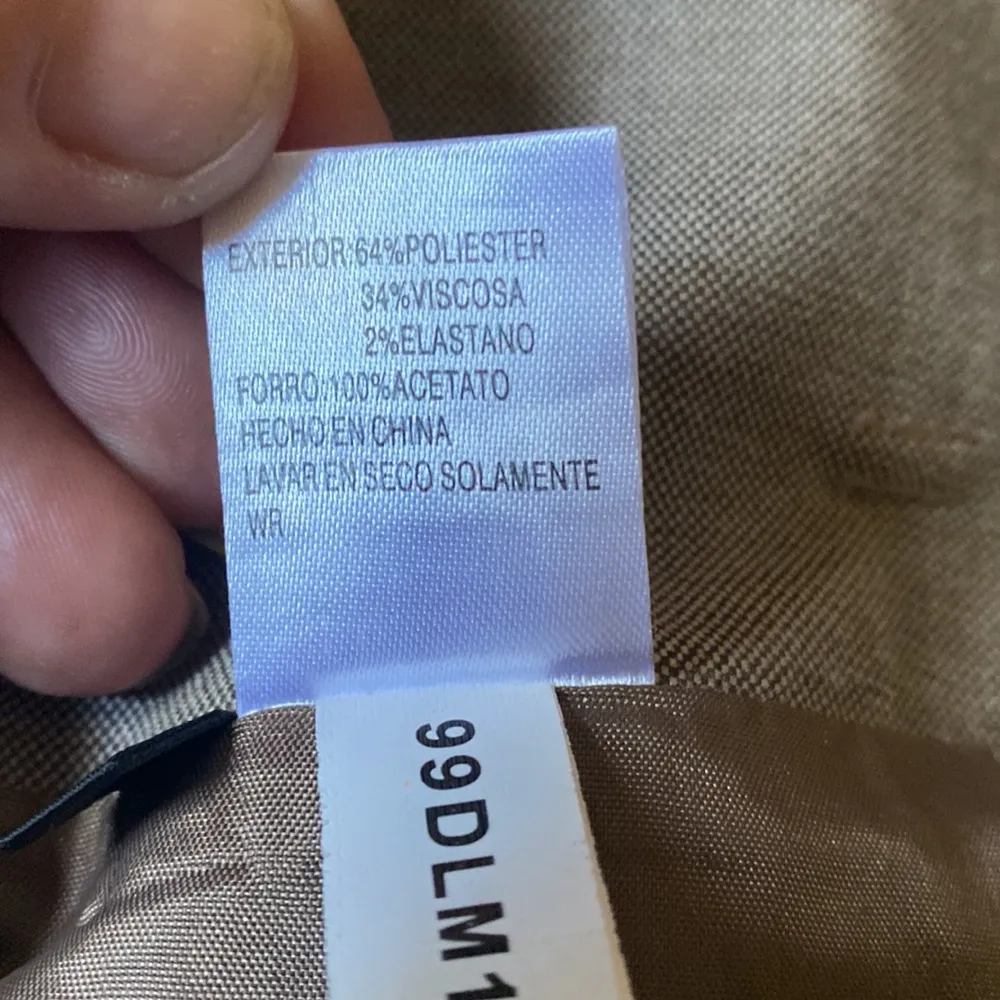 EXTERIOR:64%POLIESTER
34%VISCOSA
2%ELASTANO
FORRO:100%ACETATO
HECHO EN CHINA
LAVAR EN SECO SOLAMENTE
WR
99DLM1